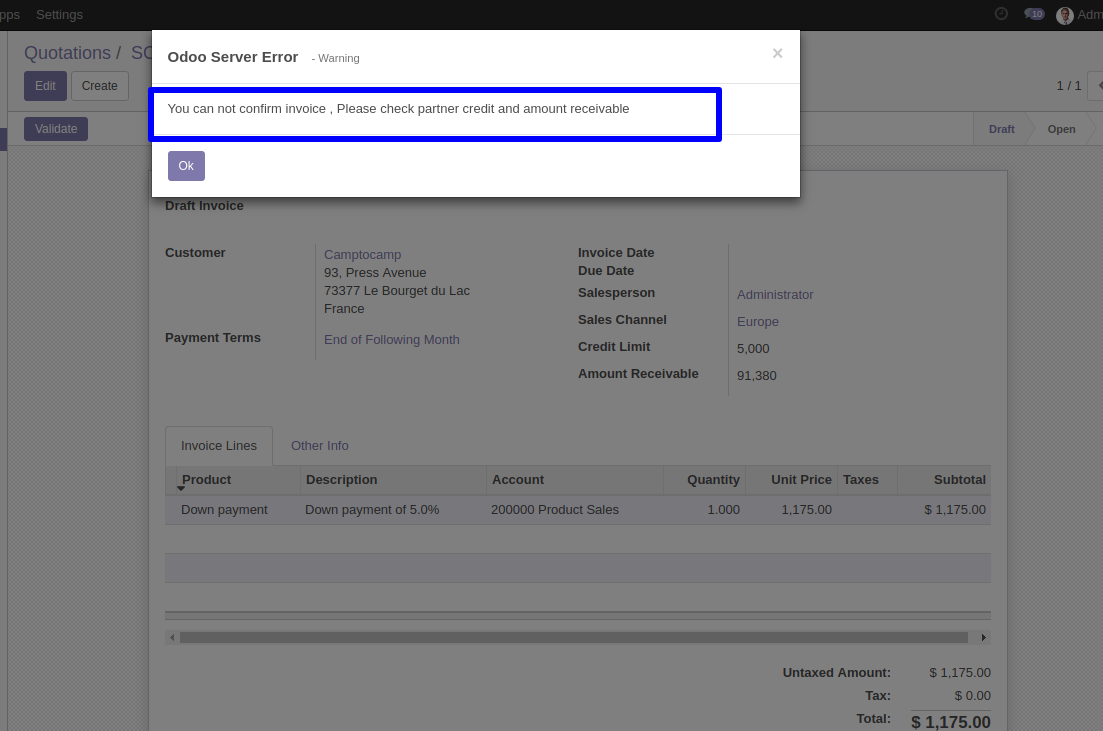 pps Settings 10 Adm
Quotations / SO
Edit Create 1 / 1
Validate Draft Open
Odoo Server Error - Warning ×
You can not confirm invoice , Please check partner credit and amount receivable
Ok
Draft Invoice
Customer
Camptocamp
93, Press Avenue
73377 Le Bourget du Lac
France
Payment Terms End of Following Month
Invoice Date
Due Date
Salesperson Administrator
Sales Channel Europe
Credit Limit 5,000
Amount Receivable 91,380
Invoice Lines Other Info
Product Description Account Quantity Unit Price Taxes Subtotal
Down payment Down payment of 5.0% 200000 Product Sales 1.000 1,175.00 $ 1,175.00
Untaxed Amount: $ 1,175.00
Tax: $ 0.00
Total: $ 1,175.00